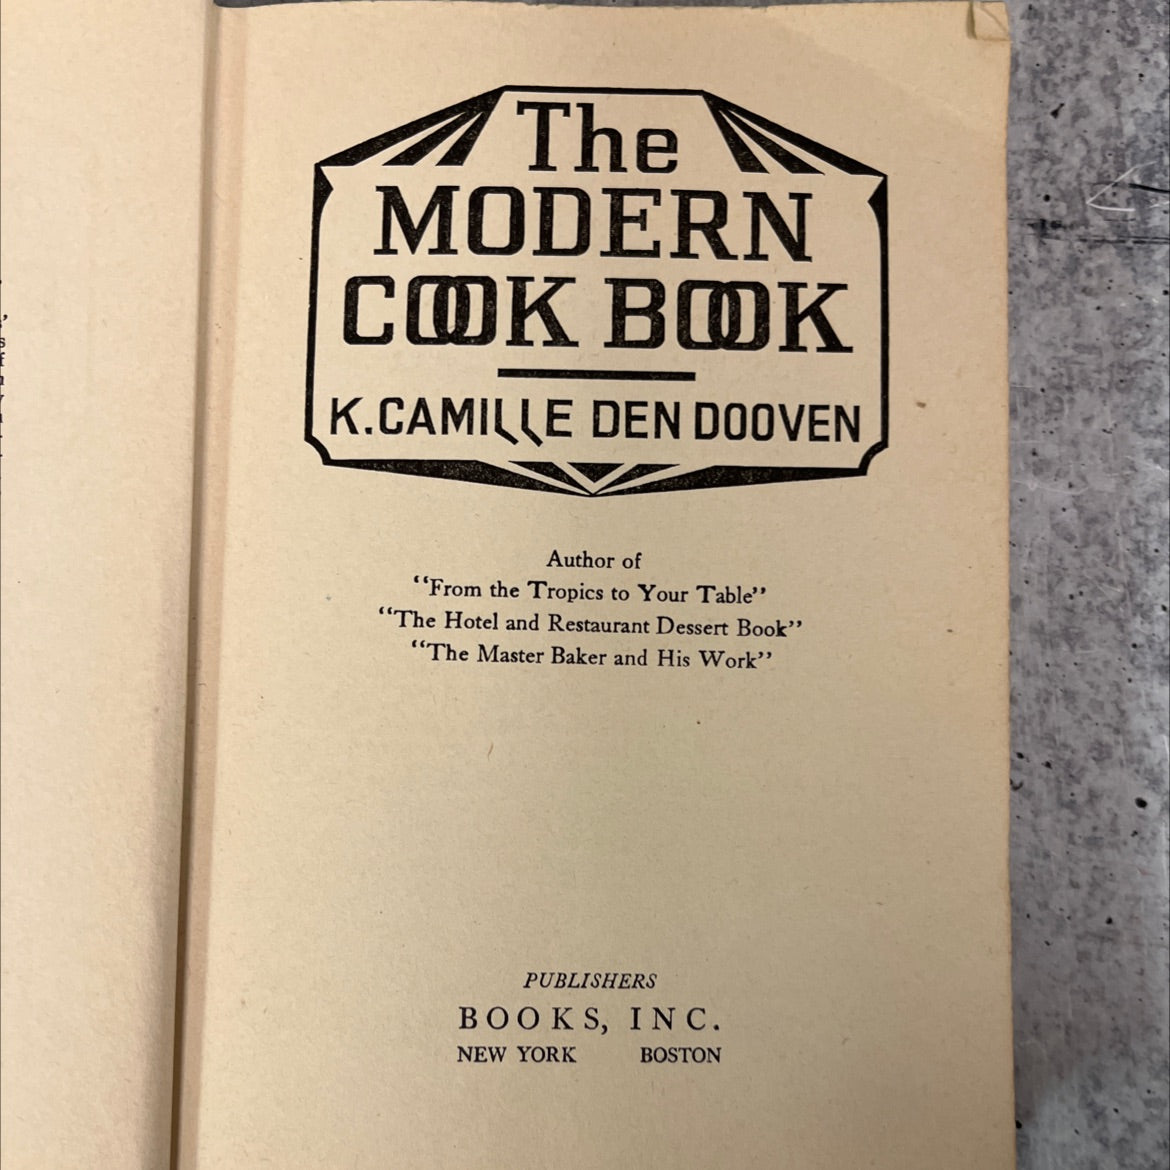 The
MODERN
COOK BOOK
K. CAMILLE DEN DOOVEN
Author of
"From the Tropics to Your Table"
"The Hotel and Restaurant Dessert Book"
"The Master Baker and His Work"
PUBLISHERS
BOOKS, INC.
NEW YORK BOSTON